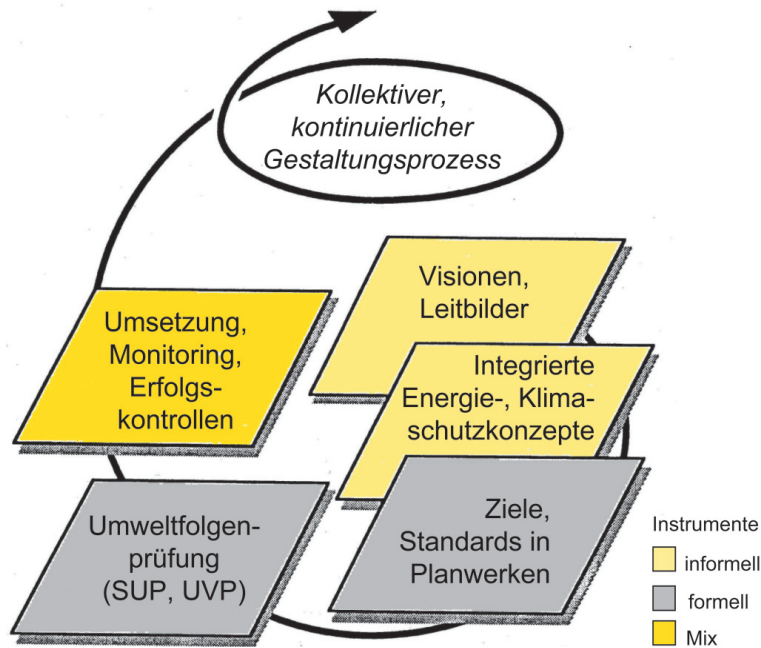 Kollektiver,
kontinuierlicher
Gestaltungsprozess
Visionen,
Leitbilder
Integrierte
Energie-, Klima-
schutzkonzepte
Ziele,
Standards in
Planwerken
Umweltfolgen-
prüfung
(SUP, UVP)
Umsetzung,
Monitoring,
Erfolgs-
kontrollen
Instrumente
informell
formell
Mix